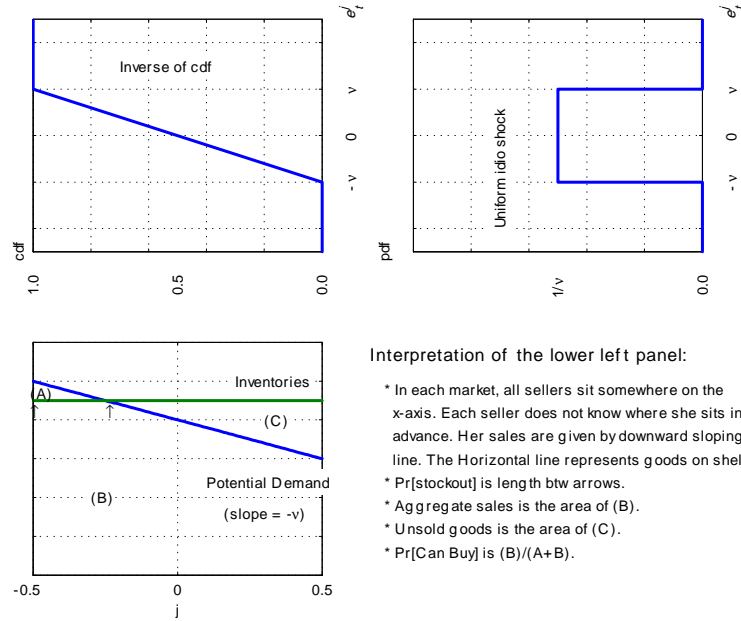 e_t^j
Inverse of cdf
ν
0
- ν
cdf
1.0
0.5
0.0
e_t^j
Uniform idio shock
ν
0
- ν
pdf
1/ν
0.0
(A)
Inventories
(C)
(B)
Potential Demand
(slope = -ν)
-0.5
0
0.5
j
Interpretation of the lower left panel:
* In each market, all sellers sit somewhere on the
x-axis. Each seller does not know where she sits in
advance. Her sales are given by downward sloping
line. The Horizontal line represents goods on shel
* Pr[stockout] is length btw arrows.
* Aggregate sales is the area of (B).
* Unsold goods is the area of (C).
* Pr[Can Buy] is (B)/(A+B).